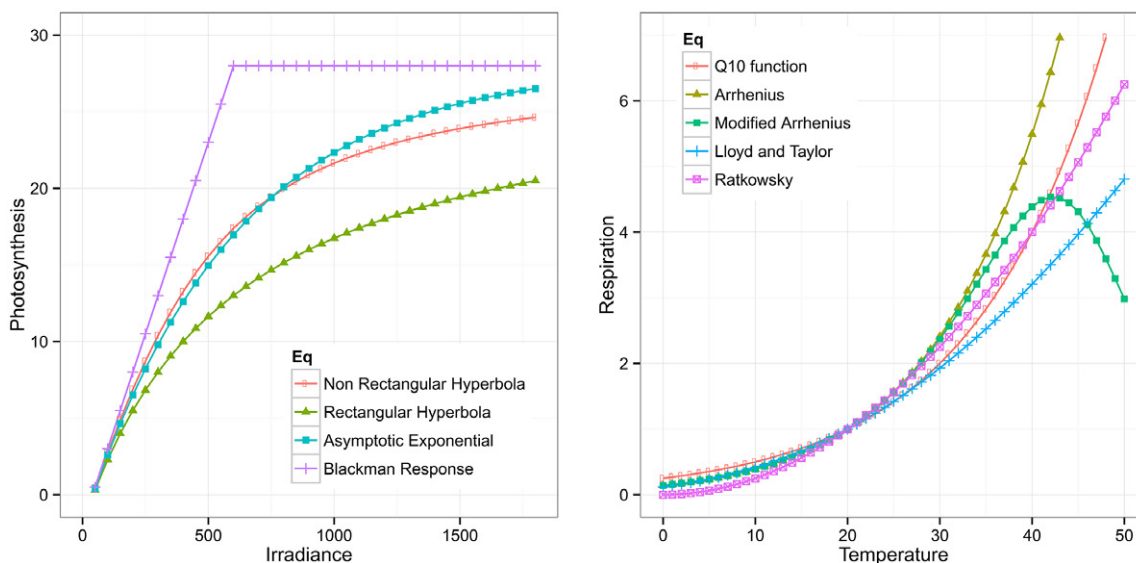 30
20
10
0
Photosynthesis
0
500
1000
1500
Irradiance
Eq
Non Rectangular Hyperbola
Rectangular Hyperbola
Asymptotic Exponential
Blackman Response
6
4
2
0
Respiration
0
10
20
30
40
50
Temperature
Eq
Q10 function
Arrhenius
Modified Arrhenius
Lloyd and Taylor
Ratkowsky